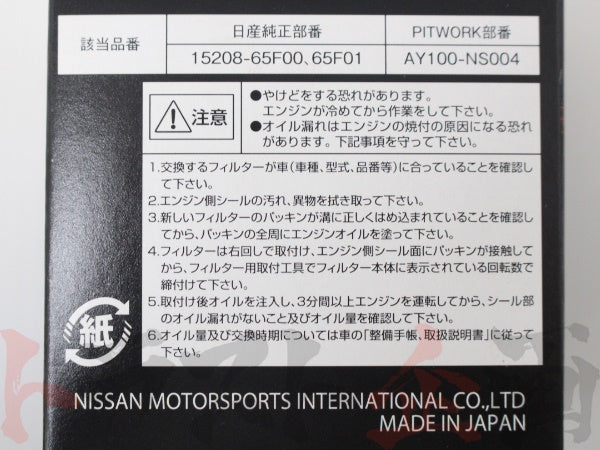 該当品番 日産純正部番 PITWORK部番
15208-65F00、65F01 AY100-NS004
注意
●やけどをする恐れがあります。
エンジンが冷めてから作業をして下さい。
●オイル漏れはエンジンの焼付の原因になる恐れ
があります。下記事項を守って下さい。
1.交換するフィルターが車(車種、型式、品番等)に合っていることを確認し
て下さい。
2.エンジン側シールの汚れ、異物を拭き取って下さい。
3.新しいフィルターのパッキンが溝に正しくはめ込まれていることを確認し
てから、パッキンの全周にエンジンオイルを塗って下さい。
4.フィルターは右回しで取付け、エンジン側シール面にパッキンが接触して
から、フィルター用取付工具でフィルター本体に表示されている回転数で
締付けて下さい。
5.取付け後オイルを注入し、3分間以上エンジンを運転してから、シール部
のオイル漏れがないこと及びオイル量を確認して下さい。
6.オイル量及び交換時期については車の「整備手帳、取扱説明書」に従って
下さい。
紙
NISSAN MOTORSPORTS INTERNATIONAL CO.,LTD
MADE IN JAPAN